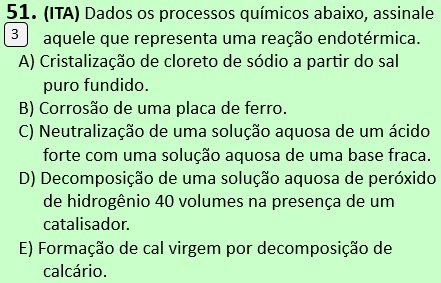 51. (ITA) Dados os processos químicos abaixo, assinale
3 aquele que representa uma reação endotérmica.
A) Cristalização de cloreto de sódio a partir do sal
puro fundido.
B) Corrosão de uma placa de ferro.
C) Neutralização de uma solução aquosa de um ácido
forte com uma solução aquosa de uma base fraca.
D) Decomposição de uma solução aquosa de peróxido
de hidrogênio 40 volumes na presença de um
catalisador.
E) Formação de cal virgem por decomposição de
calcário.